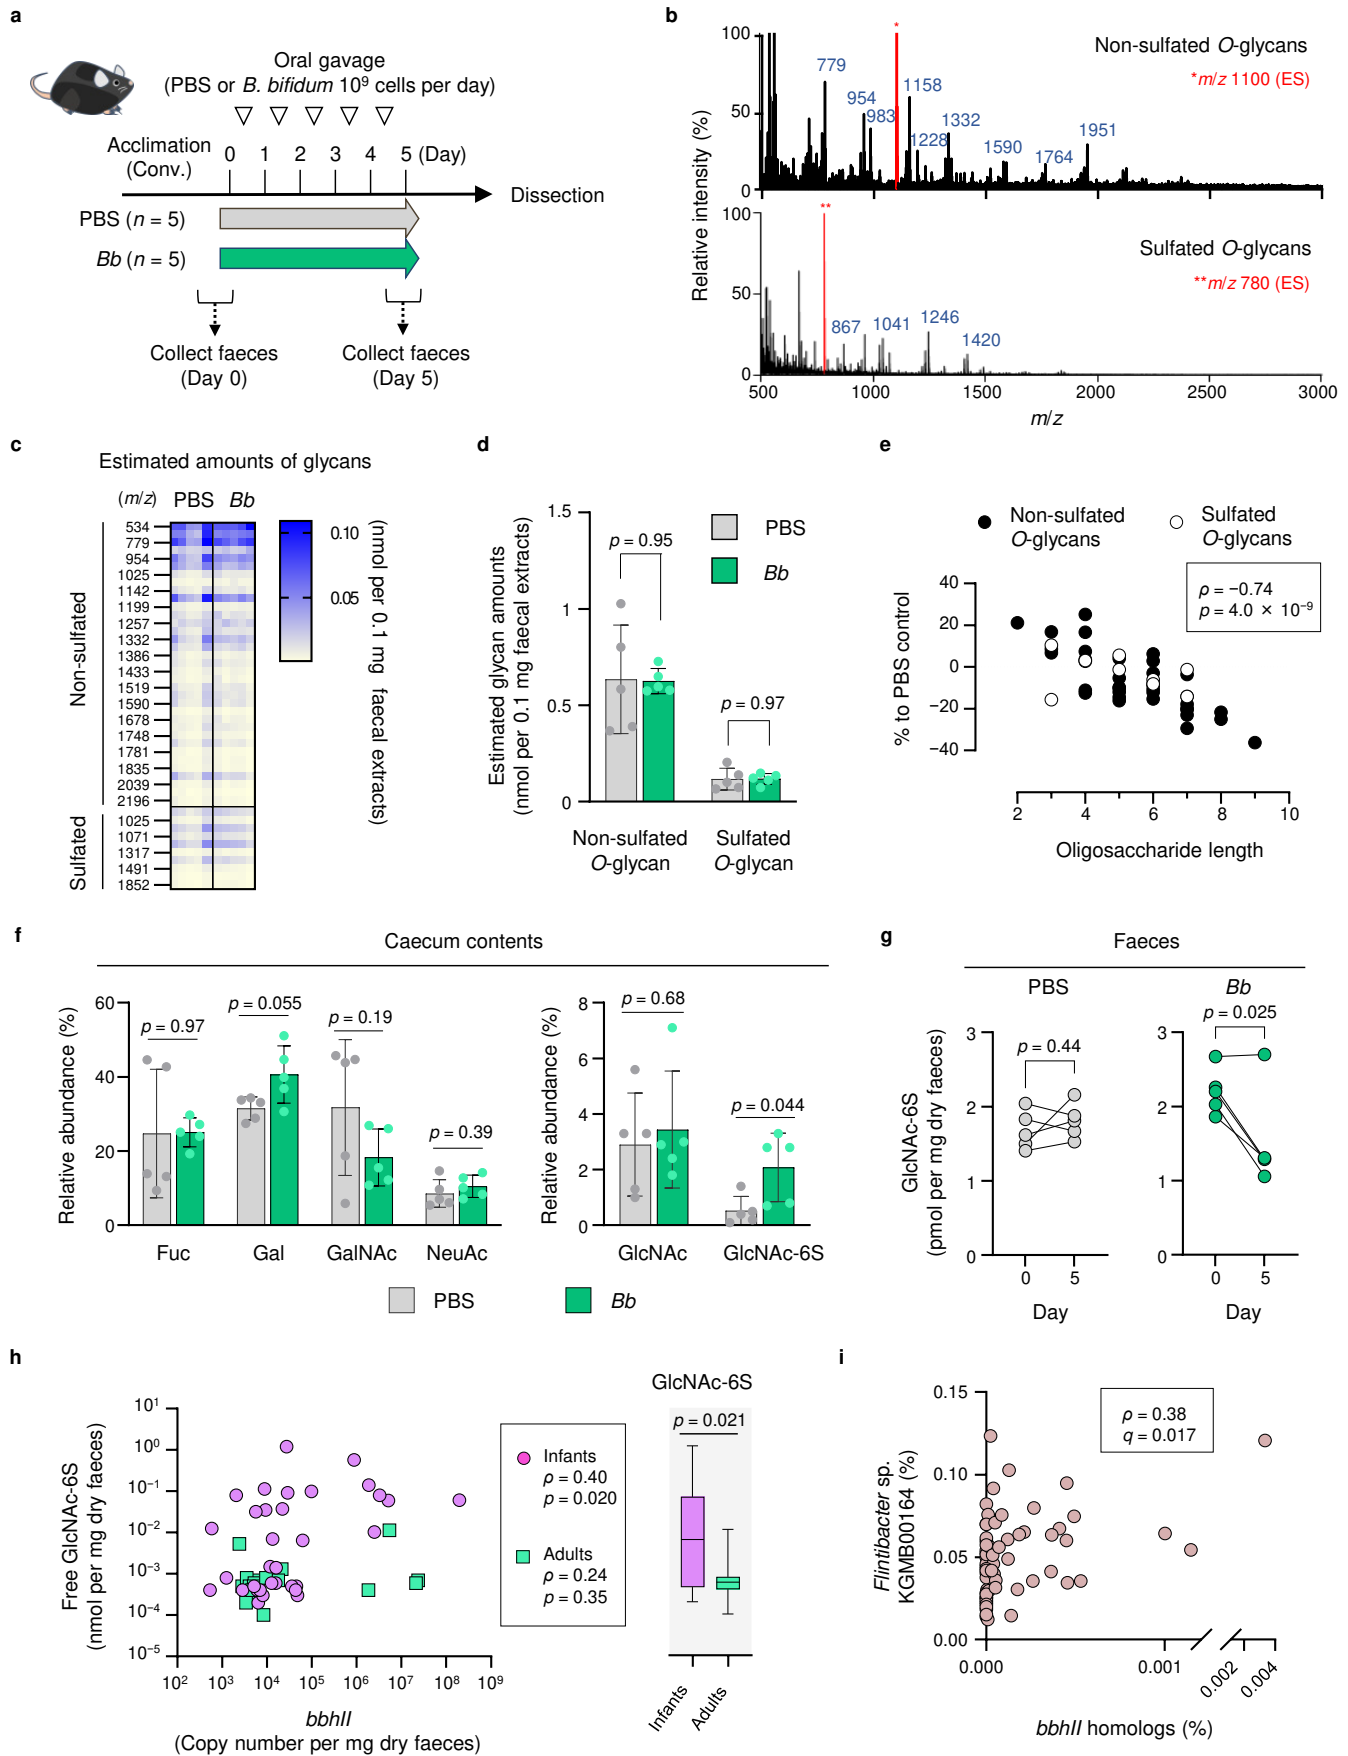 a
Oral gavage
(PBS or B. bifidum 10⁹ cells per day)
Acclimation
(Conv.)
0 1 2 3 4 5 (Day)
Dissection
PBS (n = 5)
Bb (n = 5)
Collect faeces
(Day 0)
Collect faeces
(Day 5)
b
Relative intensity (%)
100
50
0
*
779
954
983
1158
1228
1332
1590
1764
1951
Non-sulfated O-glycans
*m/z 1100 (ES)
100
50
0
**
867
1041
1246
1420
Sulfated O-glycans
**m/z 780 (ES)
500 1000 1500 2000 2500 3000
m/z
c
Estimated amounts of glycans
(m/z) PBS Bb
Non-sulfated
534
779
954
1025
1142
1199
1257
1332
1386
1433
1519
1590
1678
1748
1781
1835
2039
2196
Sulfated
1025
1071
1317
1491
1852
0.10
0.05
(nmol per 0.1 mg faecal extracts)
d
Estimated glycan amounts
(nmol per 0.1 mg faecal extracts)
1.5
1
0.5
0
p = 0.95
p = 0.97
PBS
Bb
Non-sulfated
O-glycan
Sulfated
O-glycan
e
Non-sulfated
O-glycans
Sulfated
O-glycans
ρ = −0.74
p = 4.0 × 10⁻⁹
% to PBS control
40
20
0
−20
−40
2 4 6 8 10
Oligosaccharide length
f
Caecum contents
Relative abundance (%)
60
40
20
0
p = 0.97
p = 0.055
p = 0.19
p = 0.39
Fuc Gal GalNAc NeuAc
Relative abundance (%)
8
6
4
2
0
p = 0.68
p = 0.044
GlcNAc GlcNAc-6S
PBS
Bb
g
Faeces
PBS
Bb
GlcNAc-6S
(pmol per mg dry faeces)
3
2
1
0
p = 0.44
0 5
Day
3
2
1
0
p = 0.025
0 5
Day
h
Free GlcNAc-6S
(nmol per mg dry faeces)
10¹
10⁰
10⁻¹
10⁻²
10⁻³
10⁻⁴
10⁻⁵
10² 10³ 10⁴ 10⁵ 10⁶ 10⁷ 10⁸ 10⁹
bbhII
(Copy number per mg dry faeces)
Infants
ρ = 0.40
p = 0.020
Adults
ρ = 0.24
p = 0.35
GlcNAc-6S
p = 0.021
Infants
Adults
i
Flintibacter sp.
KGMB00164 (%)
0.15
0.10
0.05
0.00
ρ = 0.38
q = 0.017
0.000 0.001 0.002 0.004
bbhII homologs (%)